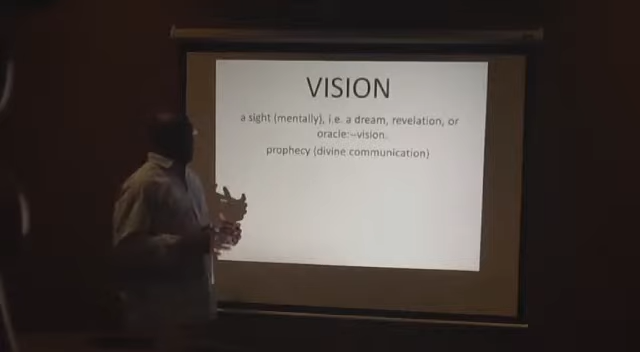 VISION
a sight (mentally), i.e. a dream, revelation, or
oracle:–vision.
prophecy (divine communication)